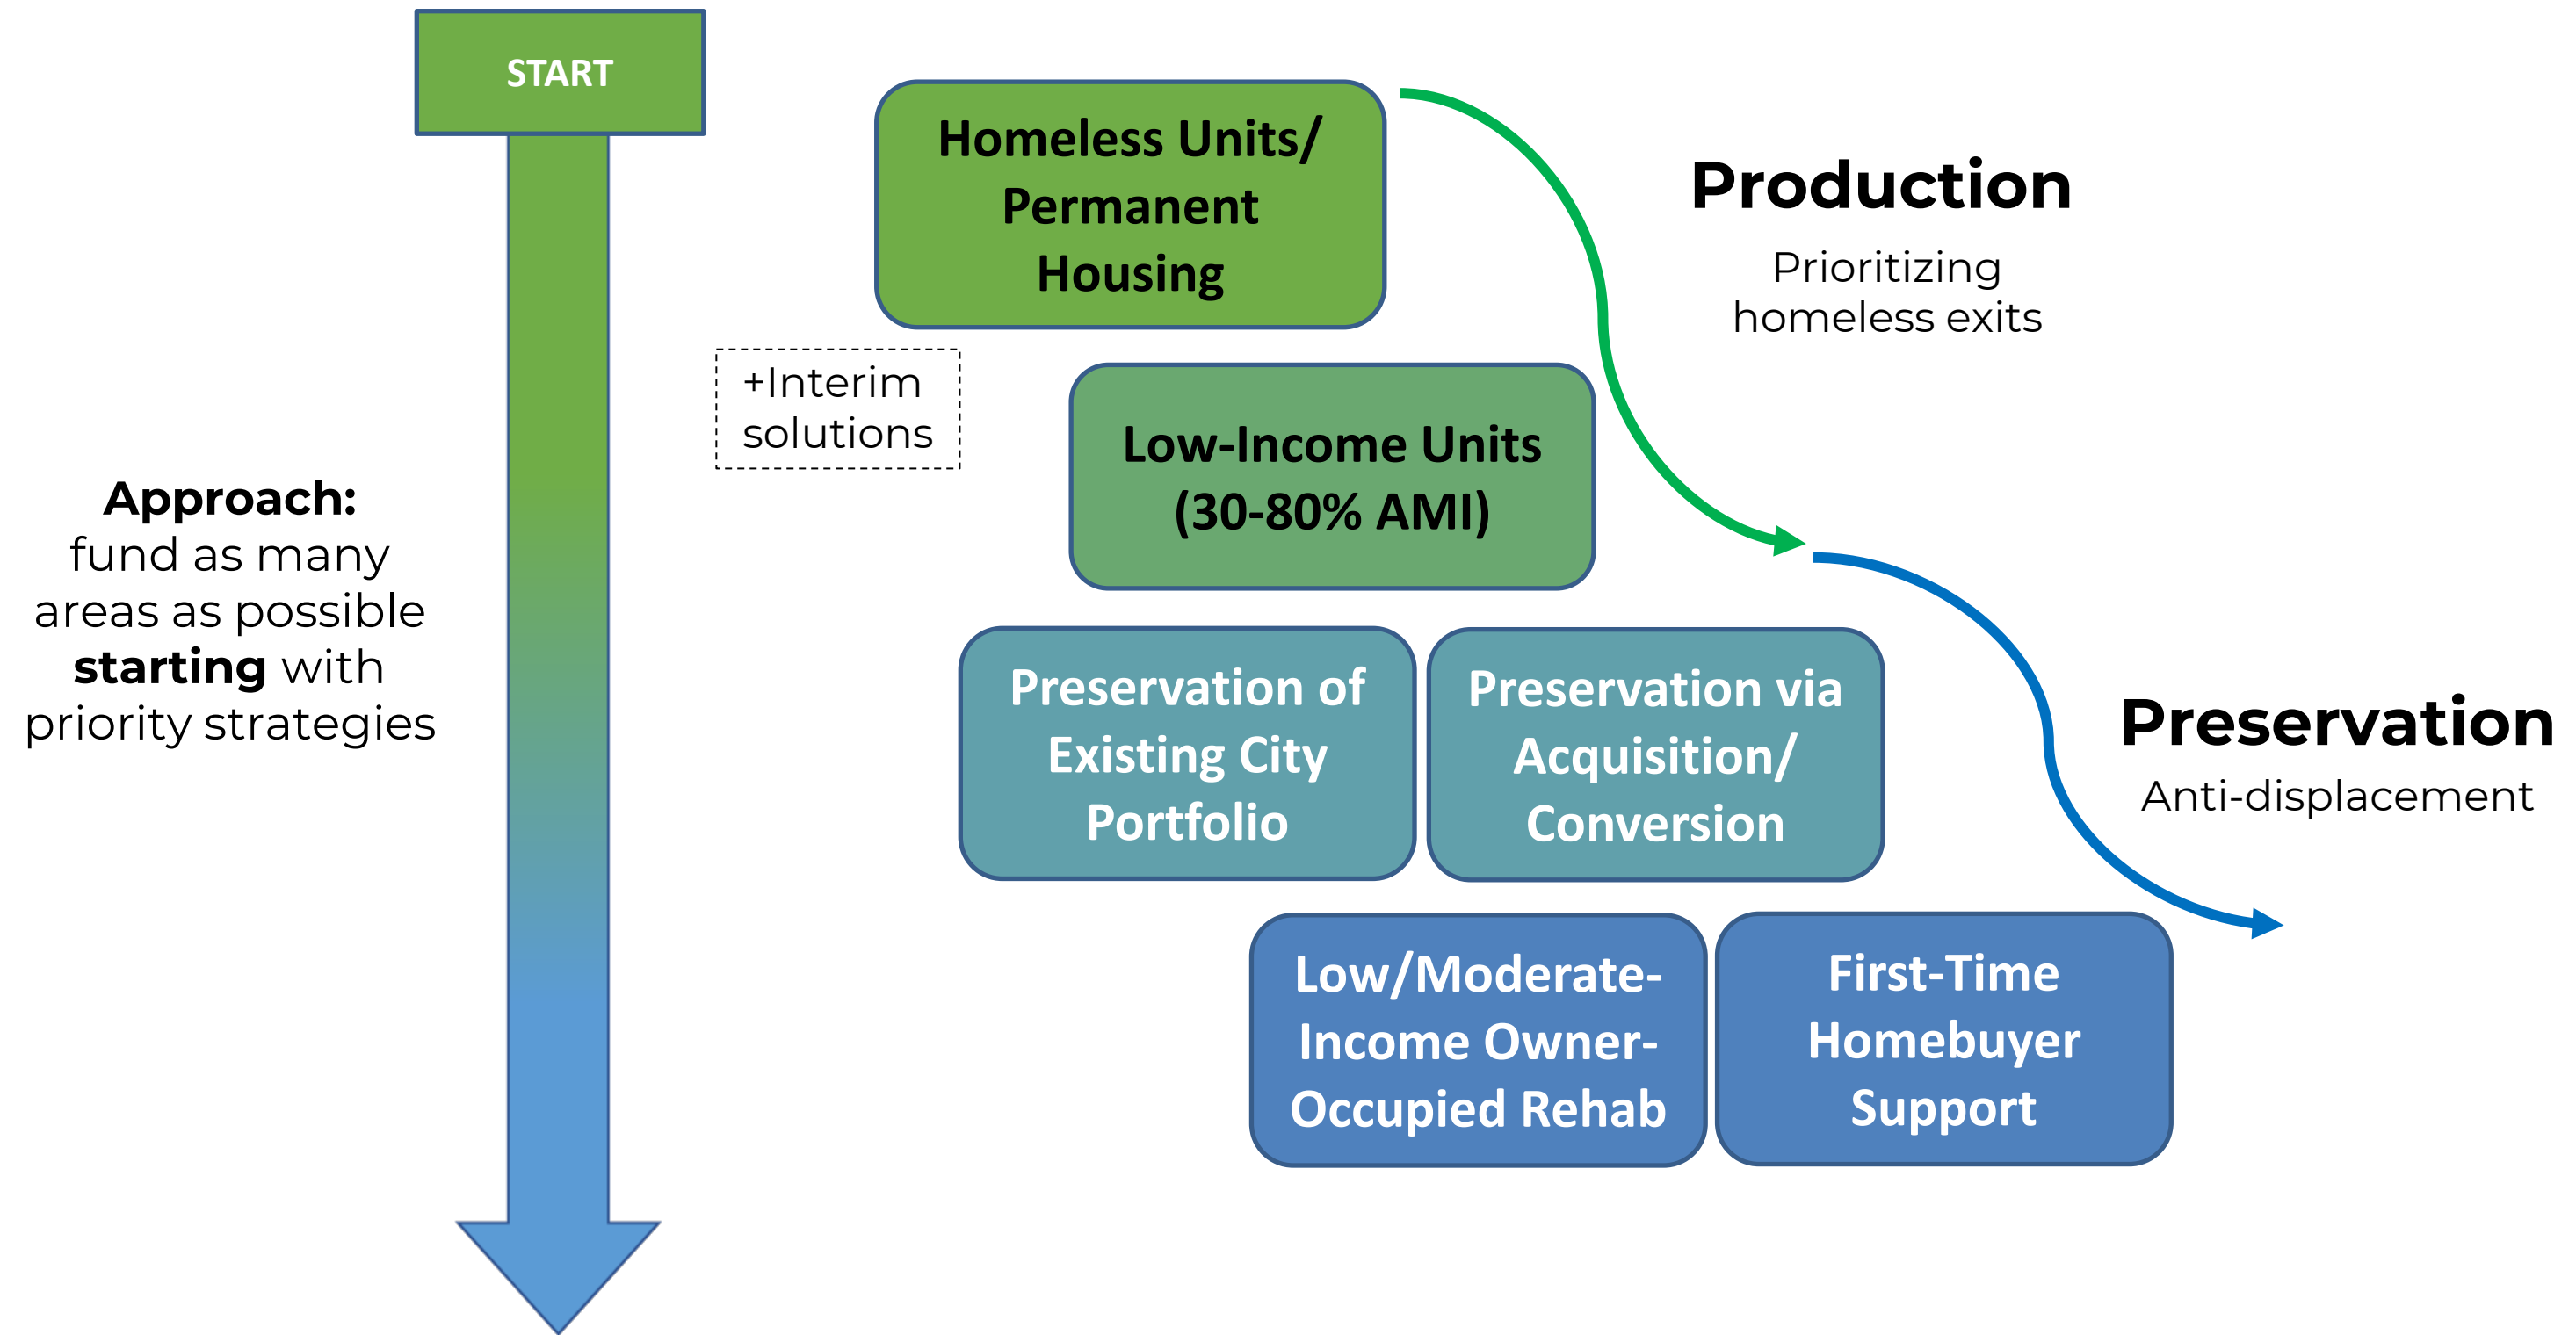 START
Homeless Units/
Permanent
Housing
Production
Prioritizing
homeless exits
+Interim
solutions
Low-Income Units
(30-80% AMI)
Approach:
fund as many
areas as possible
starting with
priority strategies
Preservation of
Existing City
Portfolio
Preservation via
Acquisition/
Conversion
Preservation
Anti-displacement
Low/Moderate-
Income Owner-
Occupied Rehab
First-Time
Homebuyer
Support